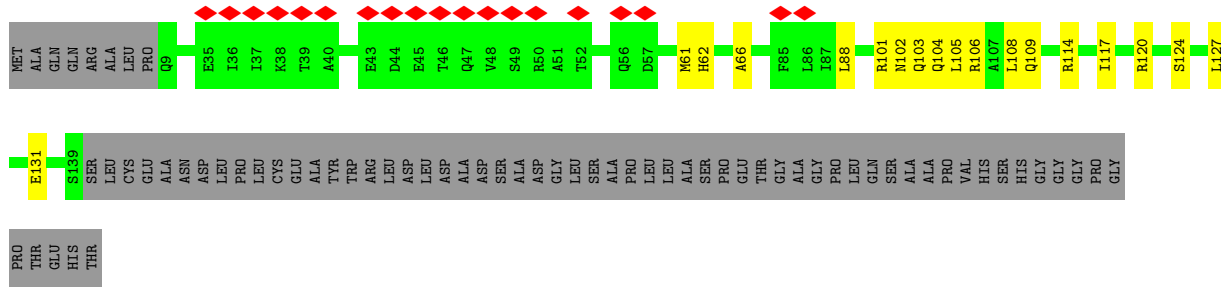 MET ALA GLN GLN ARG ALA LEU PRO Q9 E35 I36 I37 K38 T39 A40 E43 D44 E45 T46 Q47 V48 S49 R50 A51 T52 Q56 D57 M61 H62 A66 F85 L86 I87 L88 R101 N102 Q103 Q104 L105 R106 A107 L108 Q109 R114 I117 R120 S124 L127
E131 S139 SER LEU CYS GLU ALA ASN ASP LEU PRO LEU CYS GLU ALA TYR TRP ARG LEU ASP LEU ASP ALA ASP SER ALA ASP GLY LEU SER ALA PRO LEU LEU ALA SER PRO GLU THR GLY ALA GLY PRO LEU GLN SER ALA ALA PRO VAL HIS SER HIS GLY GLY GLY PRO GLY
PRO THR GLU HIS THR